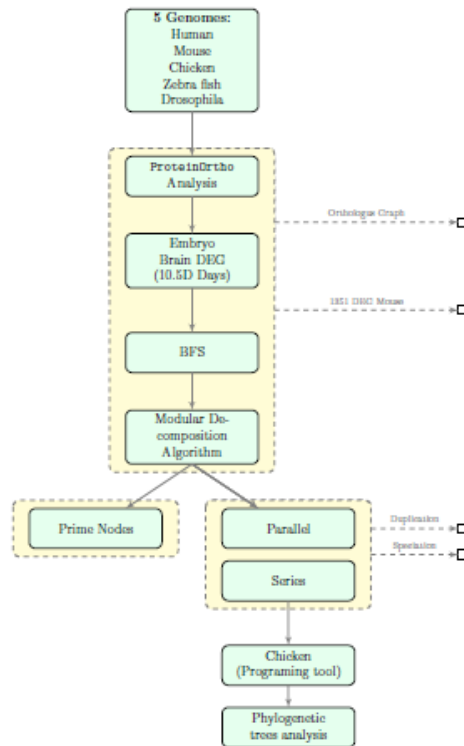 5 Genomes:
Human
Mouse
Chicken
Zebra fish
Drosophila
ProteinOrtho
Analysis
Orthologue Graph
Embryo
Brain DEG
(10.5D Days)
1351 DEG Mouse
BFS
Modular De-
composition
Algorithm
Prime Nodes
Parallel
Duplication
Speciation
Series
Chicken
(Programing tool)
Phylogenetic
trees analysis